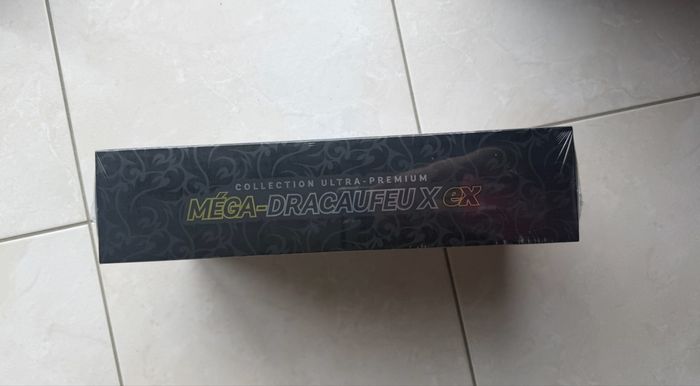 COLLECTION ULTRA-PREMIUM
MÉGA-DRACAUFEU X ex